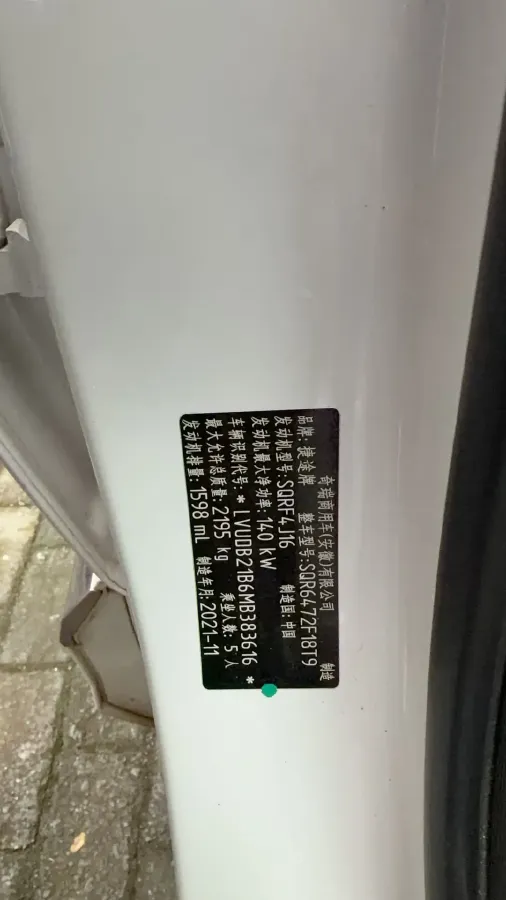 奇瑞商用车(安徽)有限公司 制造
品牌: 捷途牌 整车型号:SQR6472F18T9
发动机型号:SQRF4J16 制造国:中国
发动机最大净功率: 140 kW
车辆识别代号:*LVUDB21B6MB383616*
最大允许总质量: 2195 kg 乘坐人数: 5 人
发动机排量: 1598 mL 制造年月:2021-11